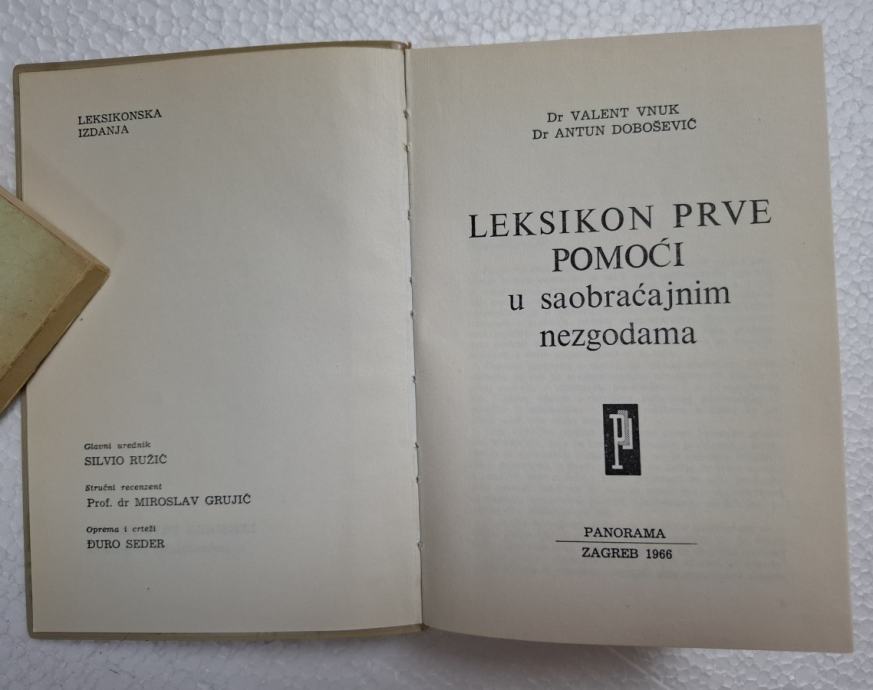 LEKSIKONSKA
IZDANJA
Glavni urednik
SILVIO RUŽIĆ
Stručni recenzent
Prof. dr MIROSLAV GRUJIĆ
Oprema i crteži
ĐURO SEDER
Dr VALENT VNUK
Dr ANTUN DOBOŠEVIĆ
LEKSIKON PRVE
POMOĆI
u saobraćajnim
nezgodama
PANORAMA
ZAGREB 1966